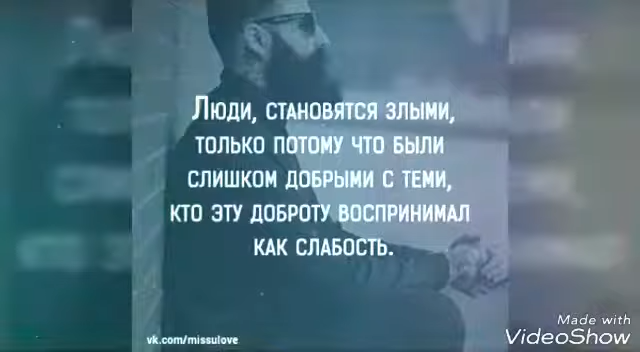 Люди, становятся злыми,
только потому что были
слишком добрыми с теми,
кто эту доброту воспринимал
как слабость.
vk.com/missulove
Made with
VideoShow